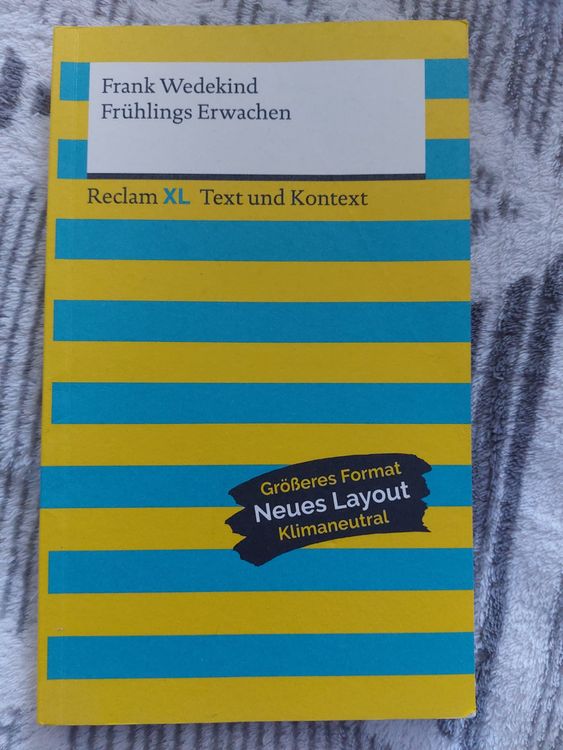 Frank Wedekind
Frühlings Erwachen
Reclam XL Text und Kontext
Größeres Format
Neues Layout
Klimaneutral